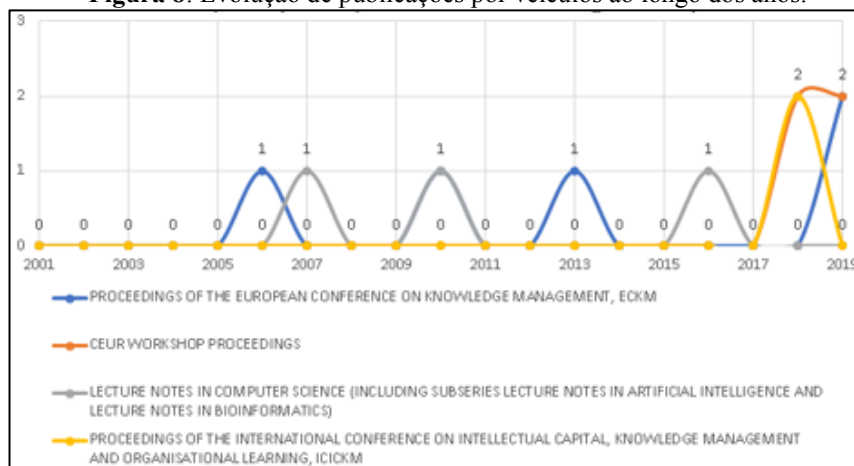 Figura 6: Evolução de publicações por veículos ao longo dos anos.
3
2 2
2
1 1 1 1 1
1
0 0 0 0 0 0 0 0 0 0 0 0 0 0 0 0 0 0 0
0
2001 2003 2005 2007 2009 2011 2013 2015 2017 2019
PROCEEDINGS OF THE EUROPEAN CONFERENCE ON KNOWLEDGE MANAGEMENT, ECKM
CEUR WORKSHOP PROCEEDINGS
LECTURE NOTES IN COMPUTER SCIENCE (INCLUDING SUBSERIES LECTURE NOTES IN ARTIFICIAL INTELLIGENCE AND
LECTURE NOTES IN BIOINFORMATICS)
PROCEEDINGS OF THE INTERNATIONAL CONFERENCE ON INTELLECTUAL CAPITAL, KNOWLEDGE MANAGEMENT
AND ORGANISATIONAL LEARNING, ICICKM